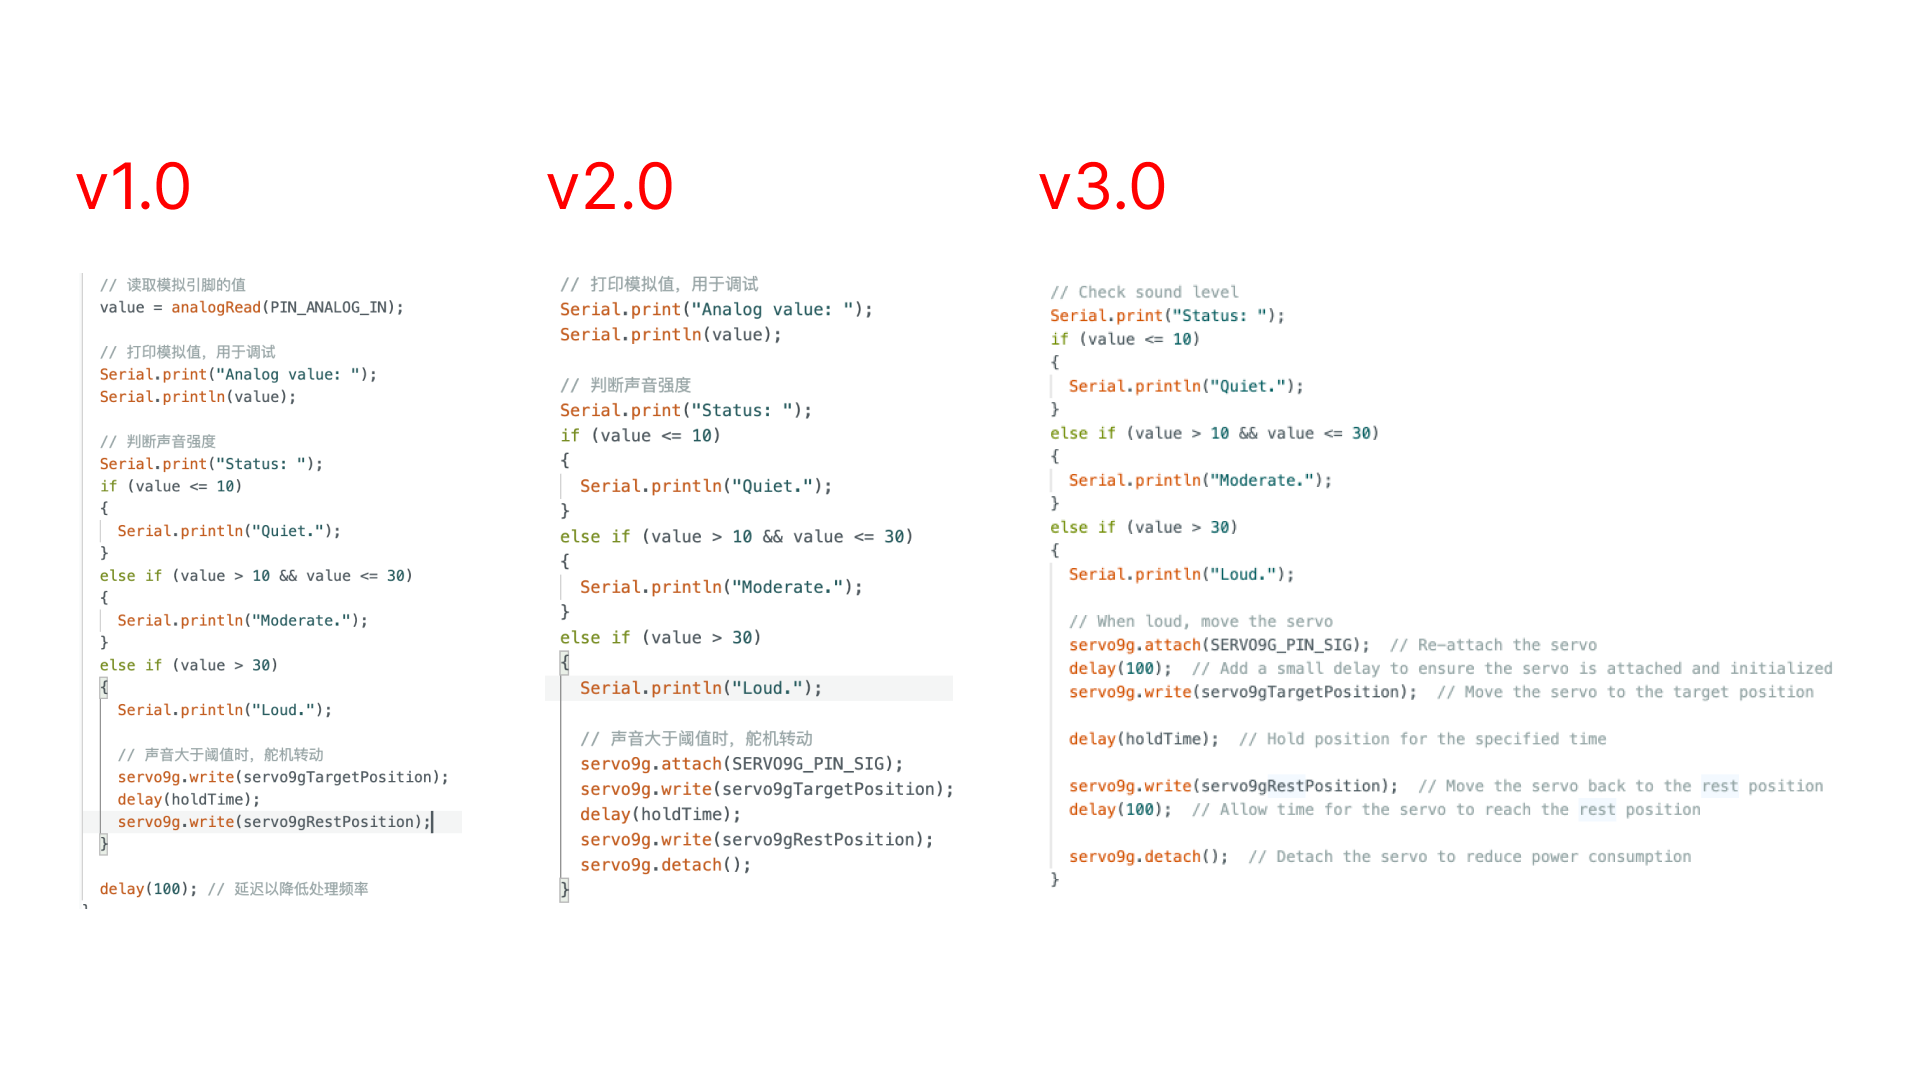 v1.0
// 读取模拟引脚的值
value = analogRead(PIN_ANALOG_IN);
// 打印模拟值，用于调试
Serial.print("Analog value: ");
Serial.println(value);
// 判断声音强度
Serial.print("Status: ");
if (value <= 10)
{
Serial.println("Quiet.");
}
else if (value > 10 && value <= 30)
{
Serial.println("Moderate.");
}
else if (value > 30)
{
Serial.println("Loud.");
// 声音大于阈值时，舵机转动
servo9g.write(servo9gTargetPosition);
delay(holdTime);
servo9g.write(servo9gRestPosition);
}
delay(100); // 延迟以降低处理频率
v2.0
// 打印模拟值，用于调试
Serial.print("Analog value: ");
Serial.println(value);
// 判断声音强度
Serial.print("Status: ");
if (value <= 10)
{
Serial.println("Quiet.");
}
else if (value > 10 && value <= 30)
{
Serial.println("Moderate.");
}
else if (value > 30)
{
Serial.println("Loud.");
// 声音大于阈值时，舵机转动
servo9g.attach(SERVO9G_PIN_SIG);
servo9g.write(servo9gTargetPosition);
delay(holdTime);
servo9g.write(servo9gRestPosition);
servo9g.detach();
}
v3.0
// Check sound level
Serial.print("Status: ");
if (value <= 10)
{
Serial.println("Quiet.");
}
else if (value > 10 && value <= 30)
{
Serial.println("Moderate.");
}
else if (value > 30)
{
Serial.println("Loud.");
// When loud, move the servo
servo9g.attach(SERVO9G_PIN_SIG);  // Re-attach the servo
delay(100);  // Add a small delay to ensure the servo is attached and initialized
servo9g.write(servo9gTargetPosition);  // Move the servo to the target position
delay(holdTime);  // Hold position for the specified time
servo9g.write(servo9gRestPosition);  // Move the servo back to the rest position
delay(100);  // Allow time for the servo to reach the rest position
servo9g.detach();  // Detach the servo to reduce power consumption
}